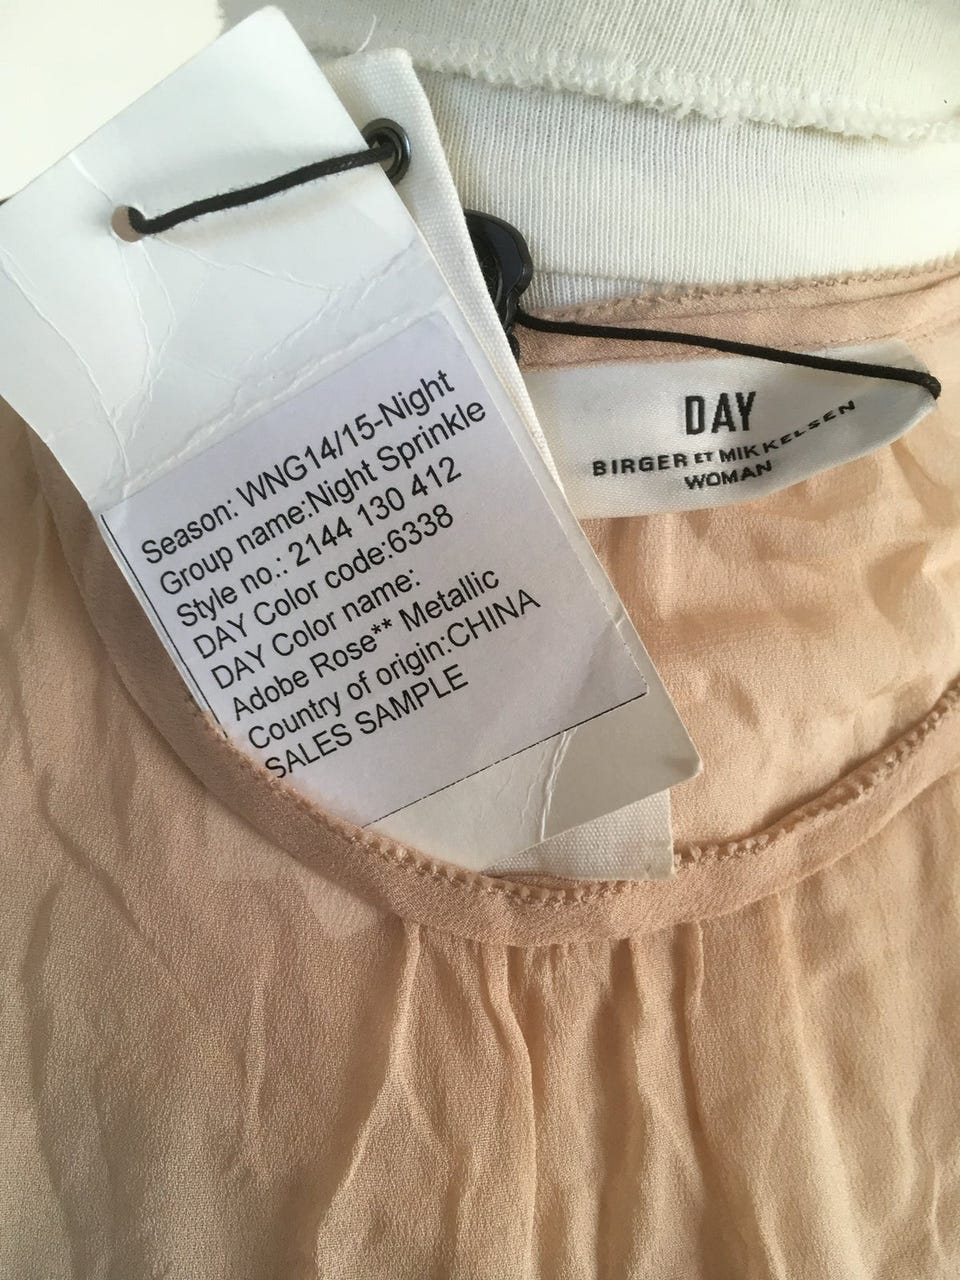 Season: WNG14/15-Night
Group name:Night Sprinkle
Style no.: 2144 130 412
DAY Color code:6338
DAY Color name:
Adobe Rose** Metallic
Country of origin:CHINA
SALES SAMPLE
DAY
BIRGER ET MIKKELSEN
WOMAN